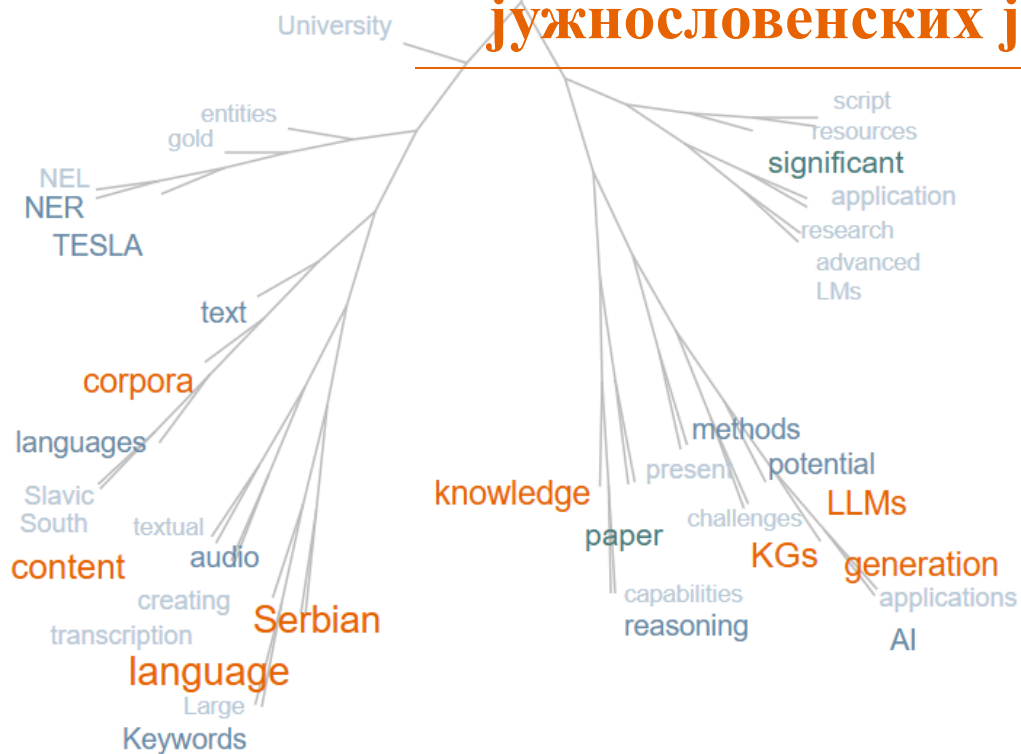 јужнословенских ј
University
script
entities
resources
gold
significant
NEL
application
NER
research
TESLA
advanced
LMs
text
corpora
methods
languages
potential
present
knowledge
Slavic
LLMs
South
challenges
textual
paper
audio
KGs
content
generation
creating
capabilities
applications
Serbian
reasoning
transcription
AI
language
Large
Keywords